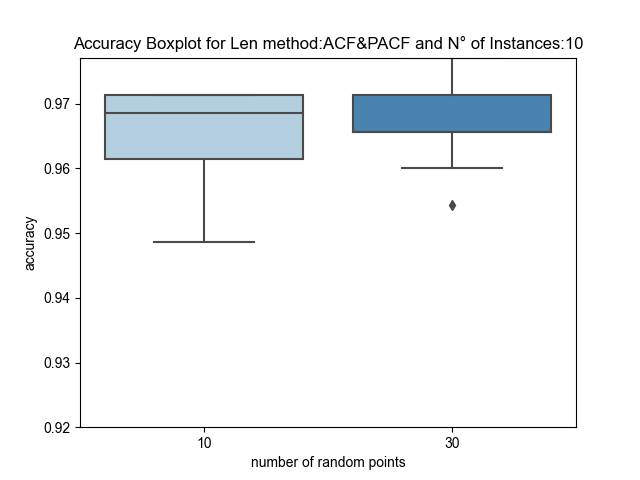 Accuracy Boxplot for Len method:ACF&PACF and N° of Instances:10
0.97
0.96
0.95
0.94
0.93
0.92
accuracy
10
30
number of random points